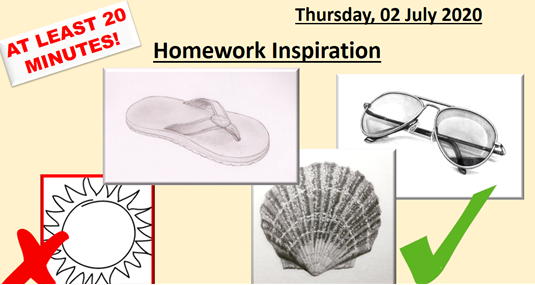 AT LEAST 20
MINUTES!
Thursday, 02 July 2020
Homework Inspiration